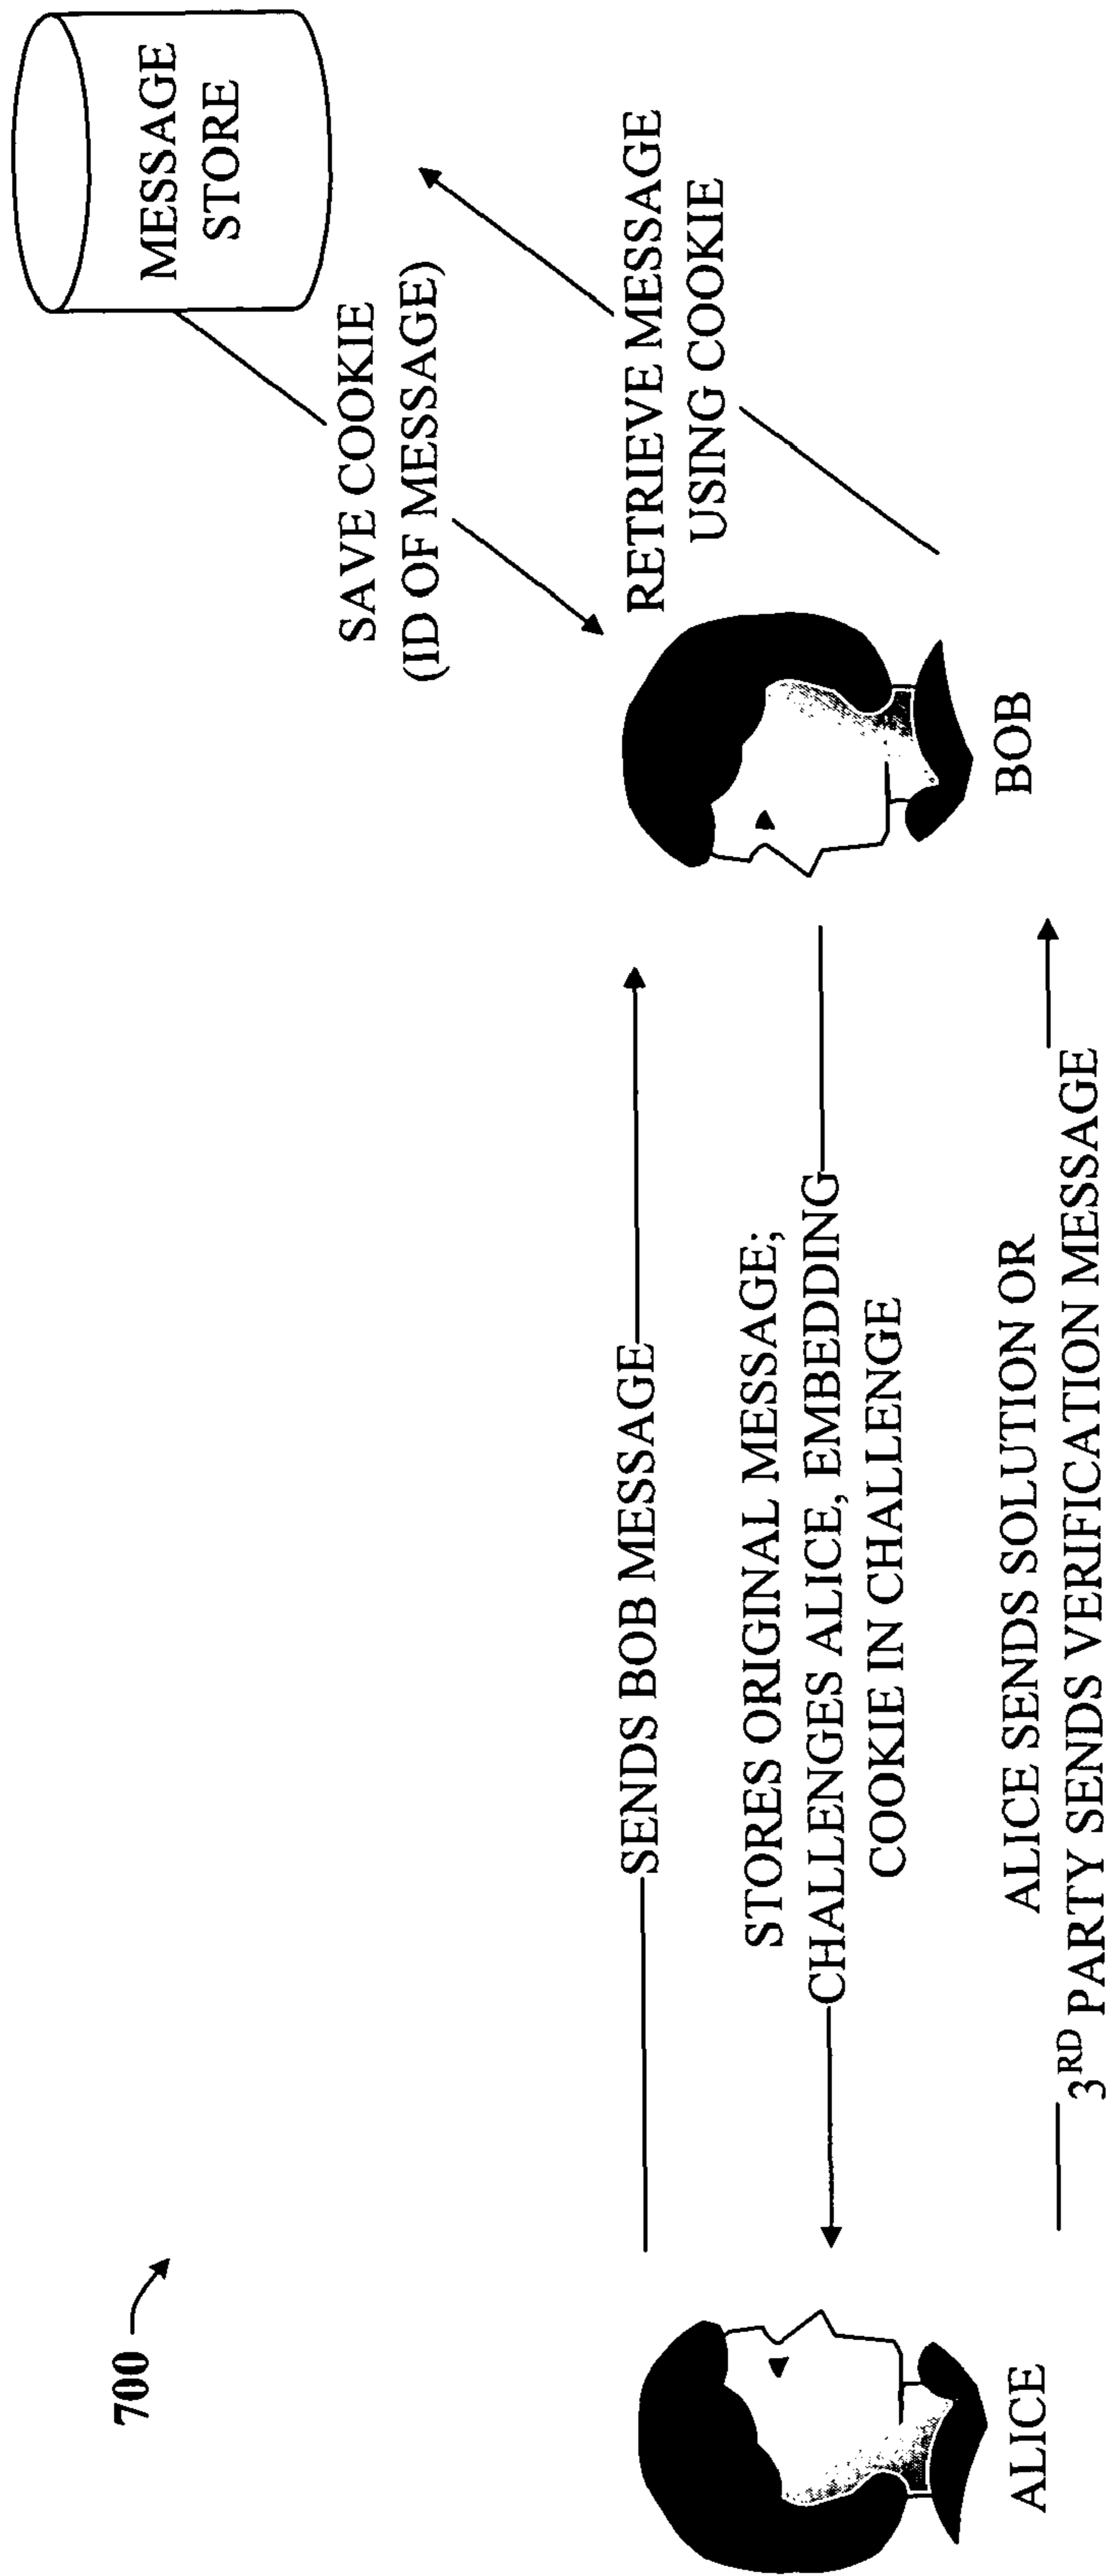 700
MESSAGE
STORE
SAVE COOKIE
(ID OF MESSAGE)
RETRIEVE MESSAGE
USING COOKIE
SENDS BOB MESSAGE
STORES ORIGINAL MESSAGE;
CHALLENGES ALICE, EMBEDDING
COOKIE IN CHALLENGE
ALICE SENDS SOLUTION OR
3RD PARTY SENDS VERIFICATION MESSAGE
ALICE
BOB